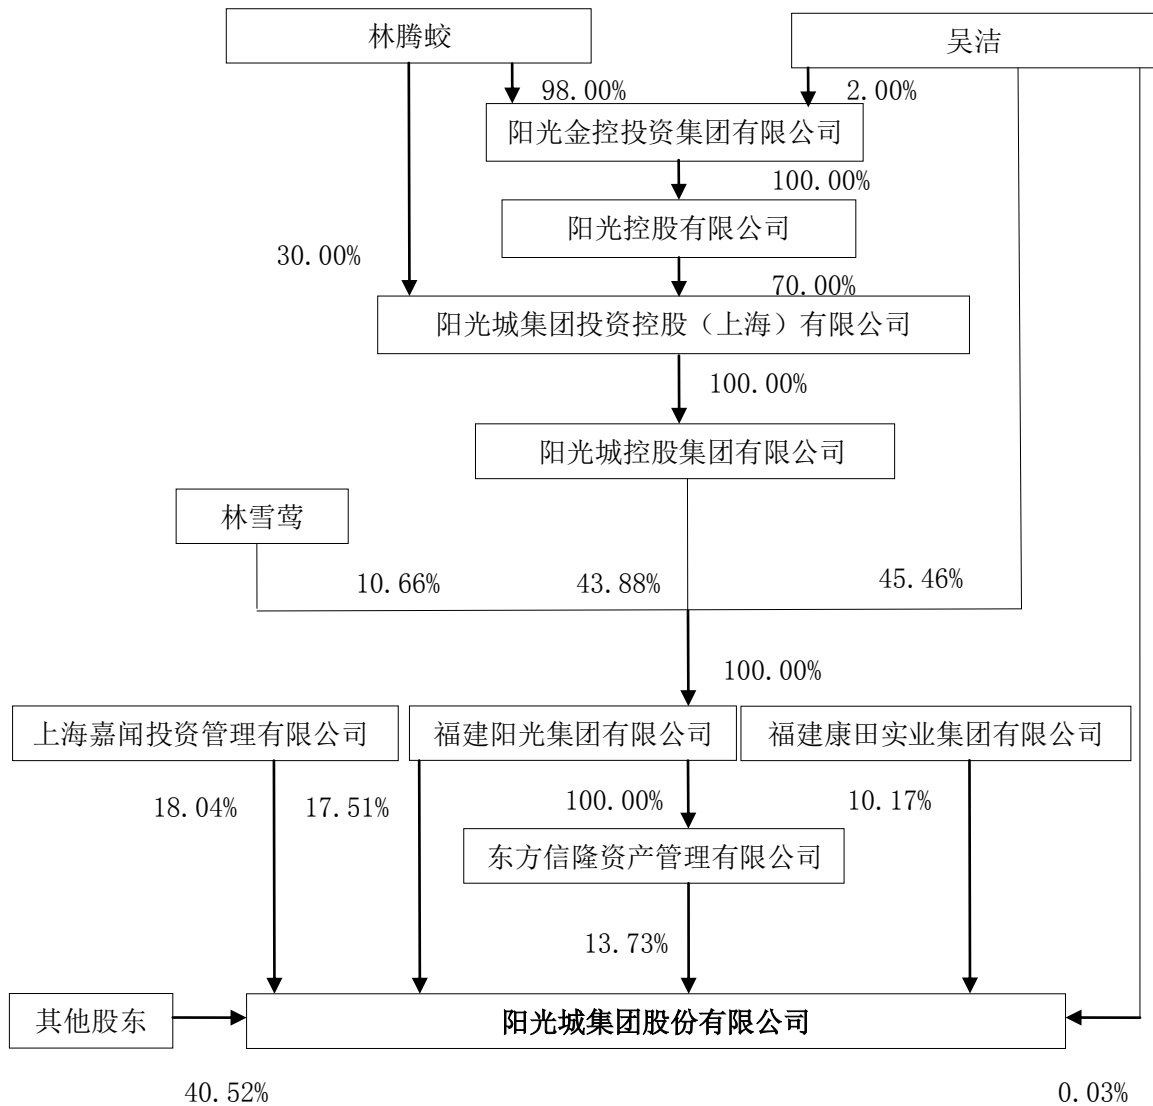 林腾蛟
吴洁
98.00%
2.00%
阳光金控投资集团有限公司
100.00%
阳光控股有限公司
30.00%
70.00%
阳光城集团投资控股（上海）有限公司
100.00%
阳光城控股集团有限公司
林雪莺
10.66%
43.88%
45.46%
100.00%
上海嘉闻投资管理有限公司
福建阳光集团有限公司
福建康田实业集团有限公司
18.04%
17.51%
100.00%
10.17%
东方信隆资产管理有限公司
13.73%
其他股东
阳光城集团股份有限公司
40.52%
0.03%